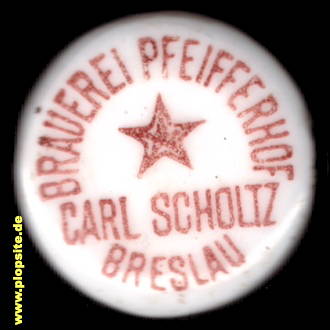 BRAUEREI PFEIFFERHOF
CARL SCHOLTZ
BRESLAU
www.plopsite.de